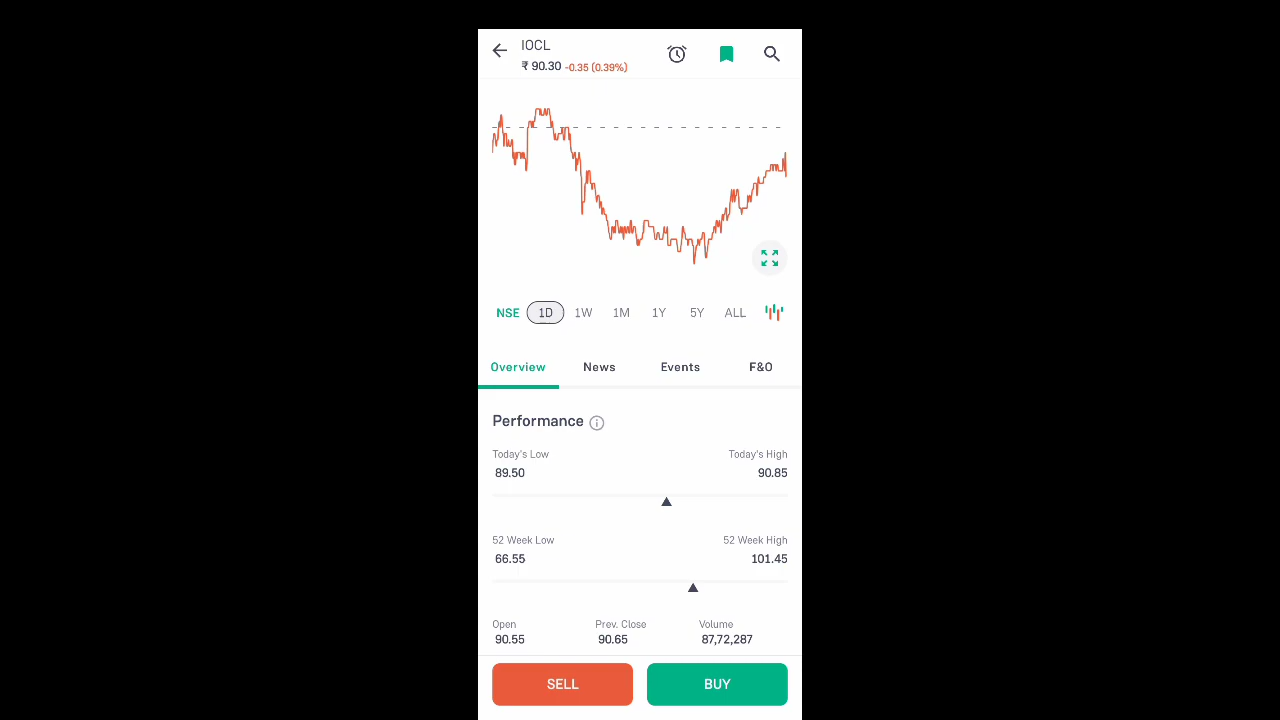 IOCL
₹ 90.30 -0.35 (0.39%)
NSE 1D 1W 1M 1Y 5Y ALL
Overview News Events F&O
Performance
Today's Low Today's High
89.50 90.85
52 Week Low 52 Week High
66.55 101.45
Open Prev. Close Volume
90.55 90.65 87,72,287
SELL BUY